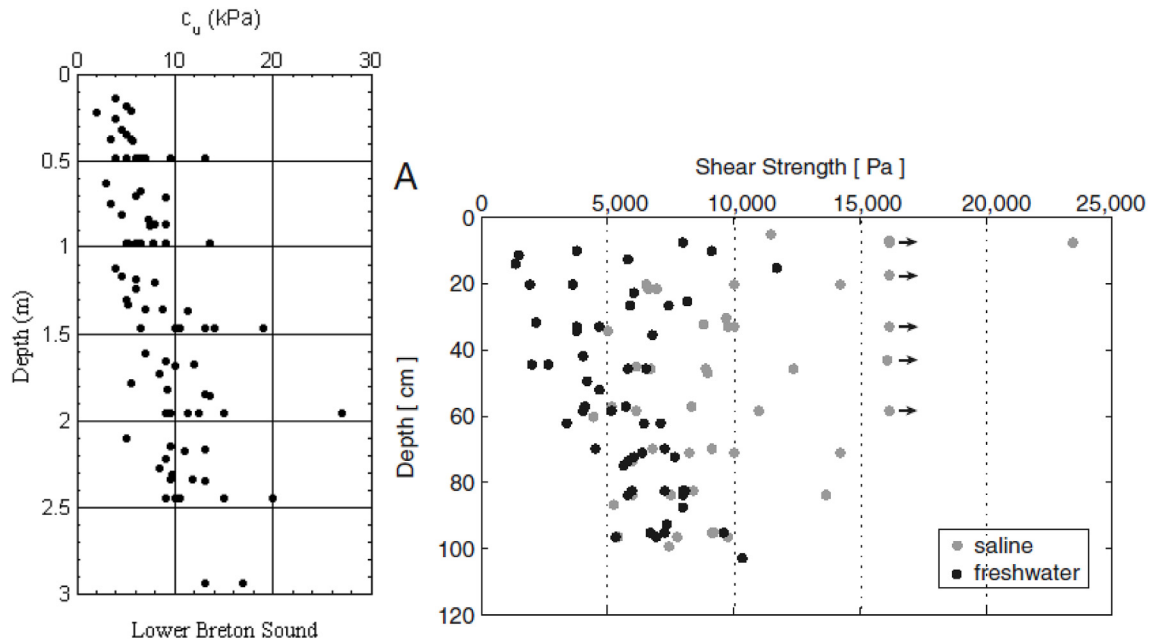 c_u (kPa)
0 10 20 30
0
0.5
1
1.5
2
2.5
3
Depth (m)
Lower Breton Sound
A
Shear Strength [ Pa ]
0 5,000 10,000 15,000 20,000 25,000
0
20
40
60
80
100
120
Depth [ cm ]
saline
freshwater